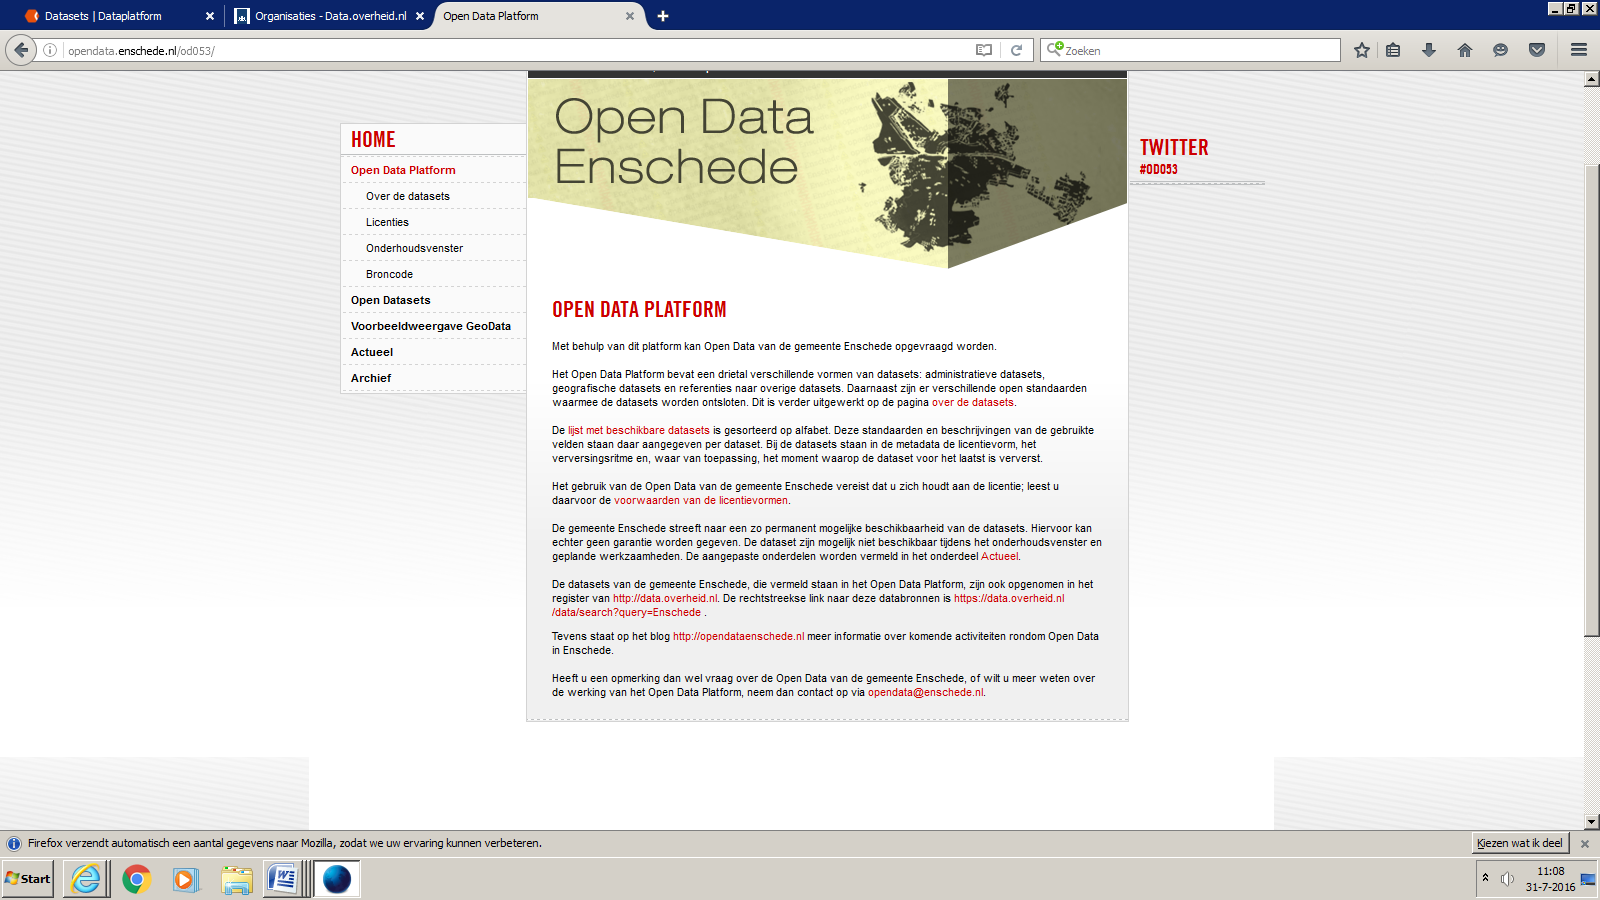 Datasets | Dataplatform
Organisaties - Data.overheid.nl
Open Data Platform
opendata.enschede.nl/od053/
Zoeken
HOME
Open Data Platform
Over de datasets
Licenties
Onderhoudsvenster
Broncode
Open Datasets
Voorbeeldweergave GeoData
Actueel
Archief
Open Data
Enschede
TWITTER
#OD053
OPEN DATA PLATFORM
Met behulp van dit platform kan Open Data van de gemeente Enschede opgevraagd worden.
Het Open Data Platform bevat een drietal verschillende vormen van datasets: administratieve datasets,
geografische datasets en referenties naar overige datasets. Daarnaast zijn er verschillende open standaarden
waarmee de datasets worden ontsloten. Dit is verder uitgewerkt op de pagina over de datasets.
De lijst met beschikbare datasets is gesorteerd op alfabet. Deze standaarden en beschrijvingen van de gebruikte
velden staan daar aangegeven per dataset. Bij de datasets staan in de metadata de licentievorm, het
verversingsritme en, waar van toepassing, het moment waarop de dataset voor het laatst is ververst.
Het gebruik van de Open Data van de gemeente Enschede vereist dat u zich houdt aan de licentie; leest u
daarvoor de voorwaarden van de licentievormen.
De gemeente Enschede streeft naar een zo permanent mogelijke beschikbaarheid van de datasets. Hiervoor kan
echter geen garantie worden gegeven. De dataset zijn mogelijk niet beschikbaar tijdens het onderhoudsvenster en
geplande werkzaamheden. De aangepaste onderdelen worden vermeld in het onderdeel Actueel.
De datasets van de gemeente Enschede, die vermeld staan in het Open Data Platform, zijn ook opgenomen in het
register van http://data.overheid.nl. De rechtstreekse link naar deze databronnen is https://data.overheid.nl
/data/search?query=Enschede .
Tevens staat op het blog http://opendataenschede.nl meer informatie over komende activiteiten rondom Open Data
in Enschede.
Heeft u een opmerking dan wel vraag over de Open Data van de gemeente Enschede, of wilt u meer weten over
de werking van het Open Data Platform, neem dan contact op via opendata@enschede.nl.
Firefox verzendt automatisch een aantal gegevens naar Mozilla, zodat we uw ervaring kunnen verbeteren.
Kiezen wat ik deel
Start
11:08
31-7-2016